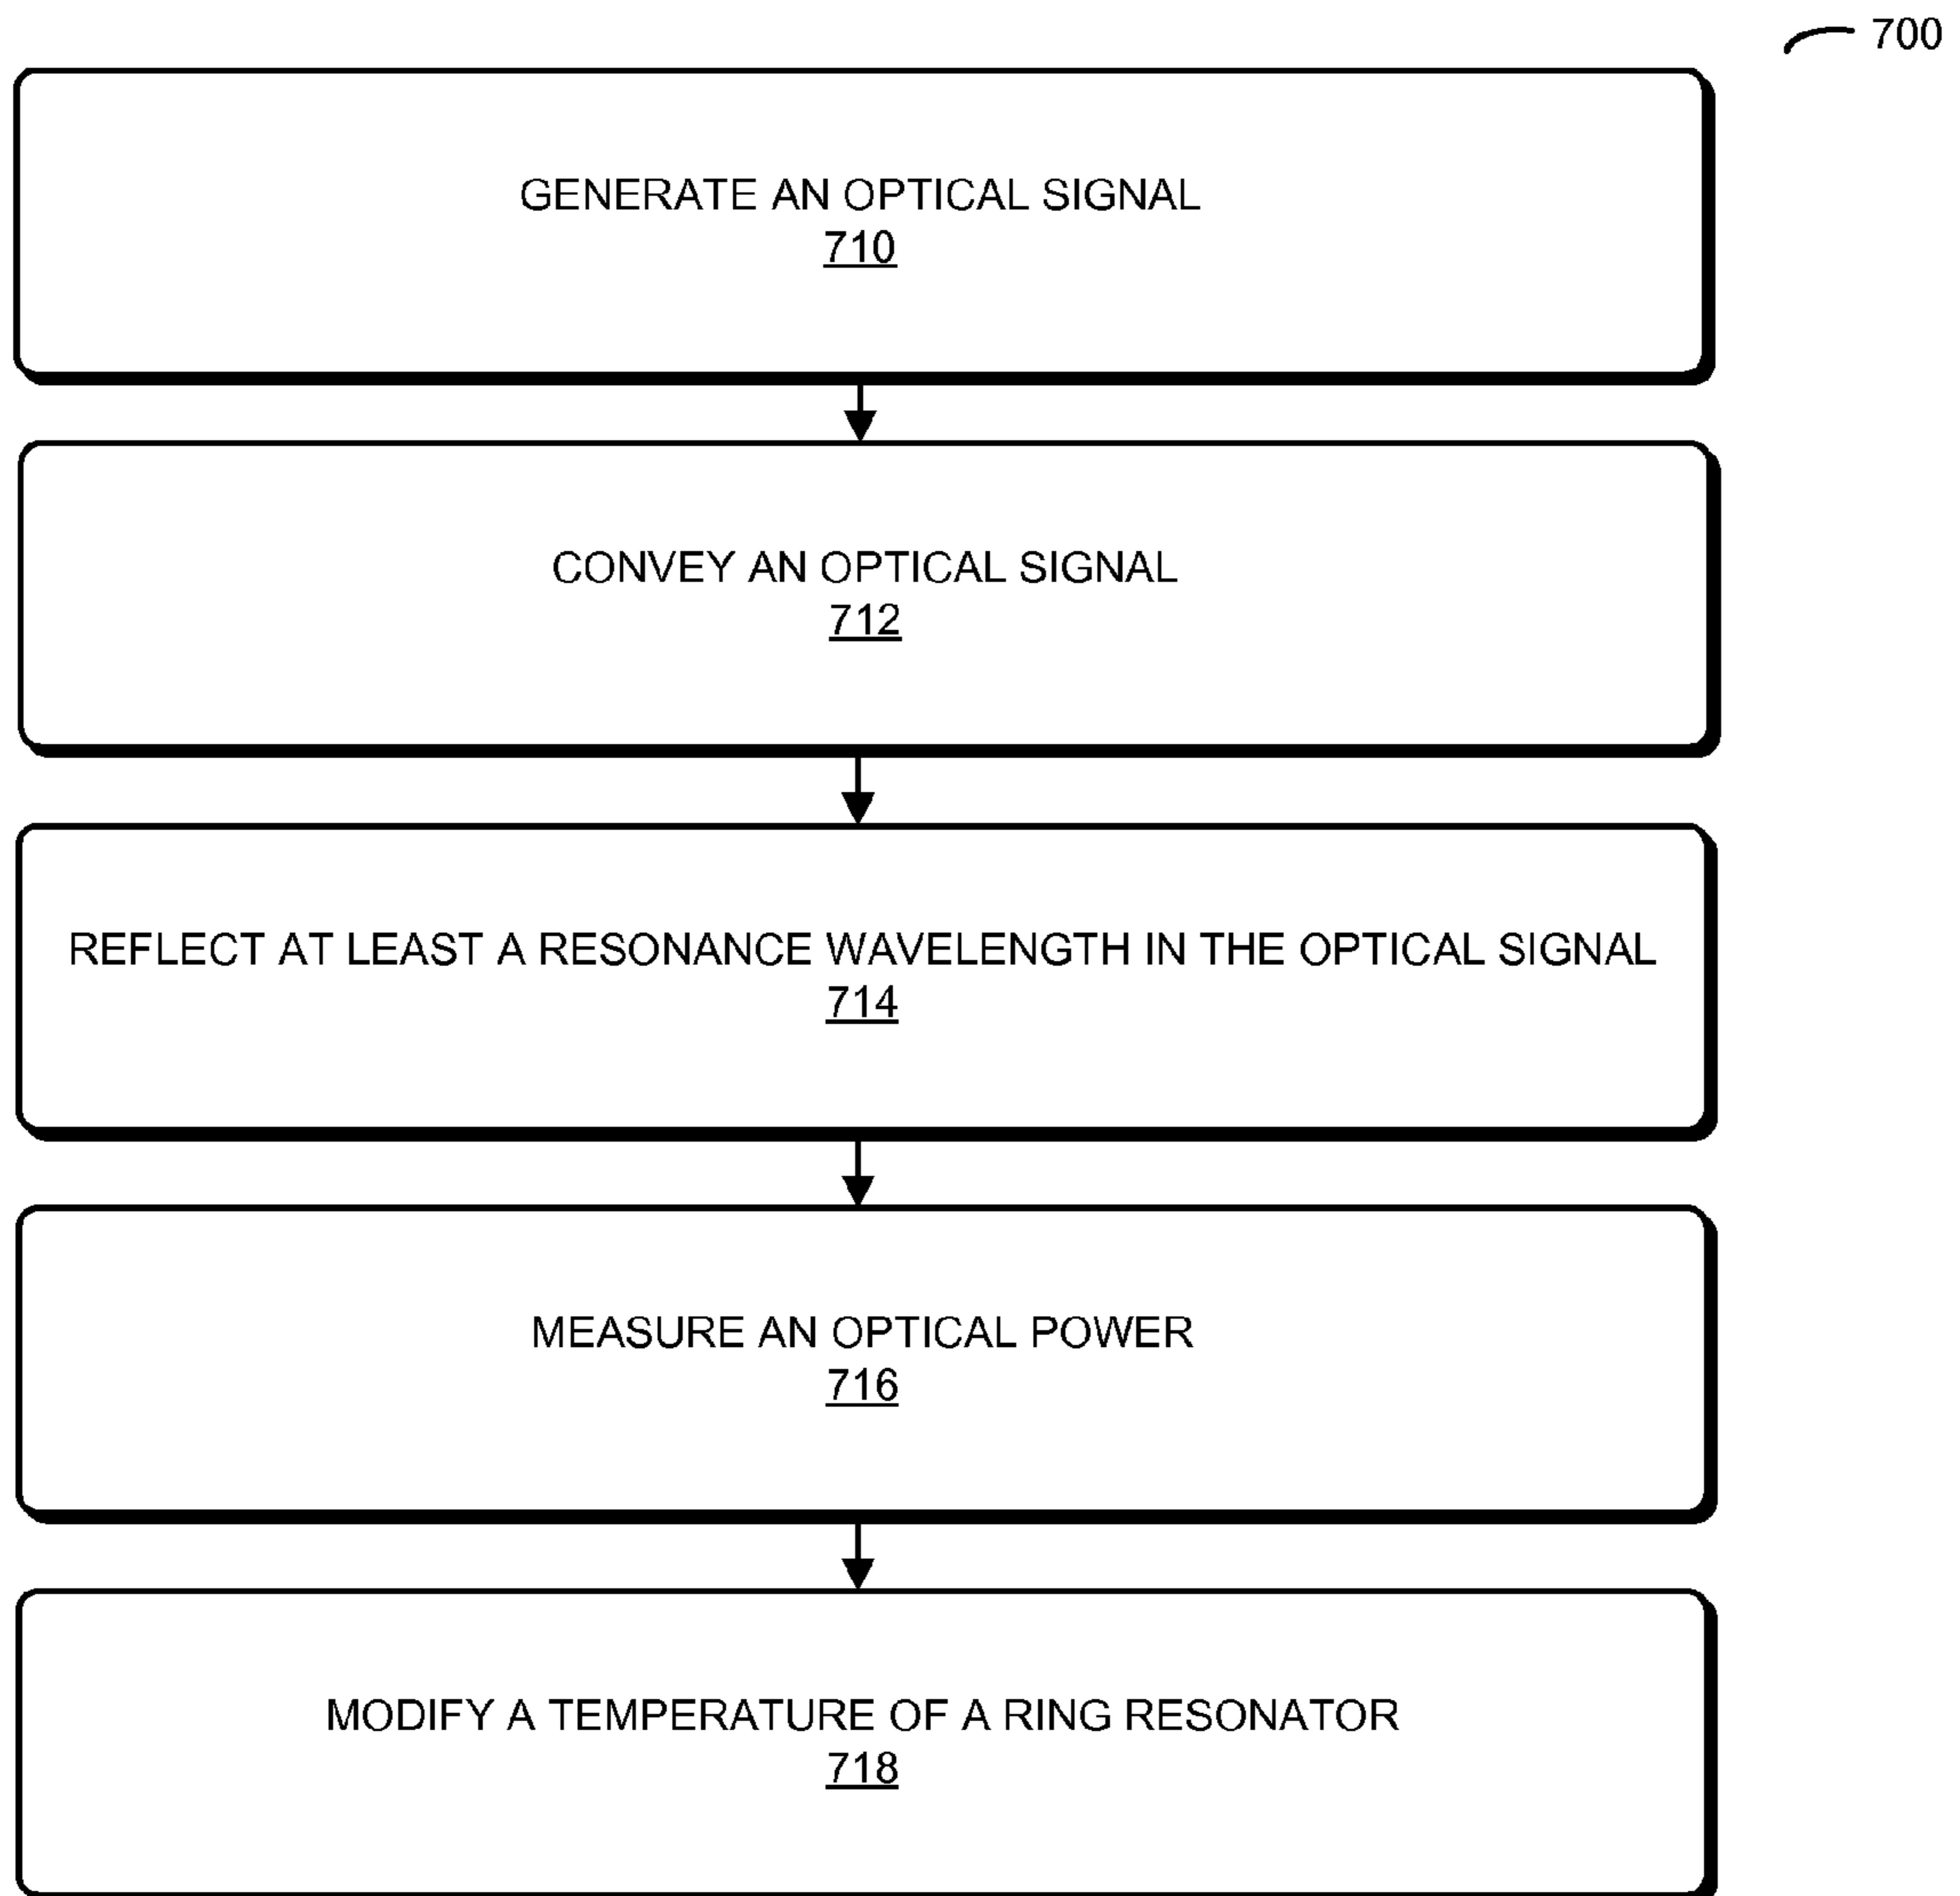 700
GENERATE AN OPTICAL SIGNAL
710
CONVEY AN OPTICAL SIGNAL
712
REFLECT AT LEAST A RESONANCE WAVELENGTH IN THE OPTICAL SIGNAL
714
MEASURE AN OPTICAL POWER
716
MODIFY A TEMPERATURE OF A RING RESONATOR
718